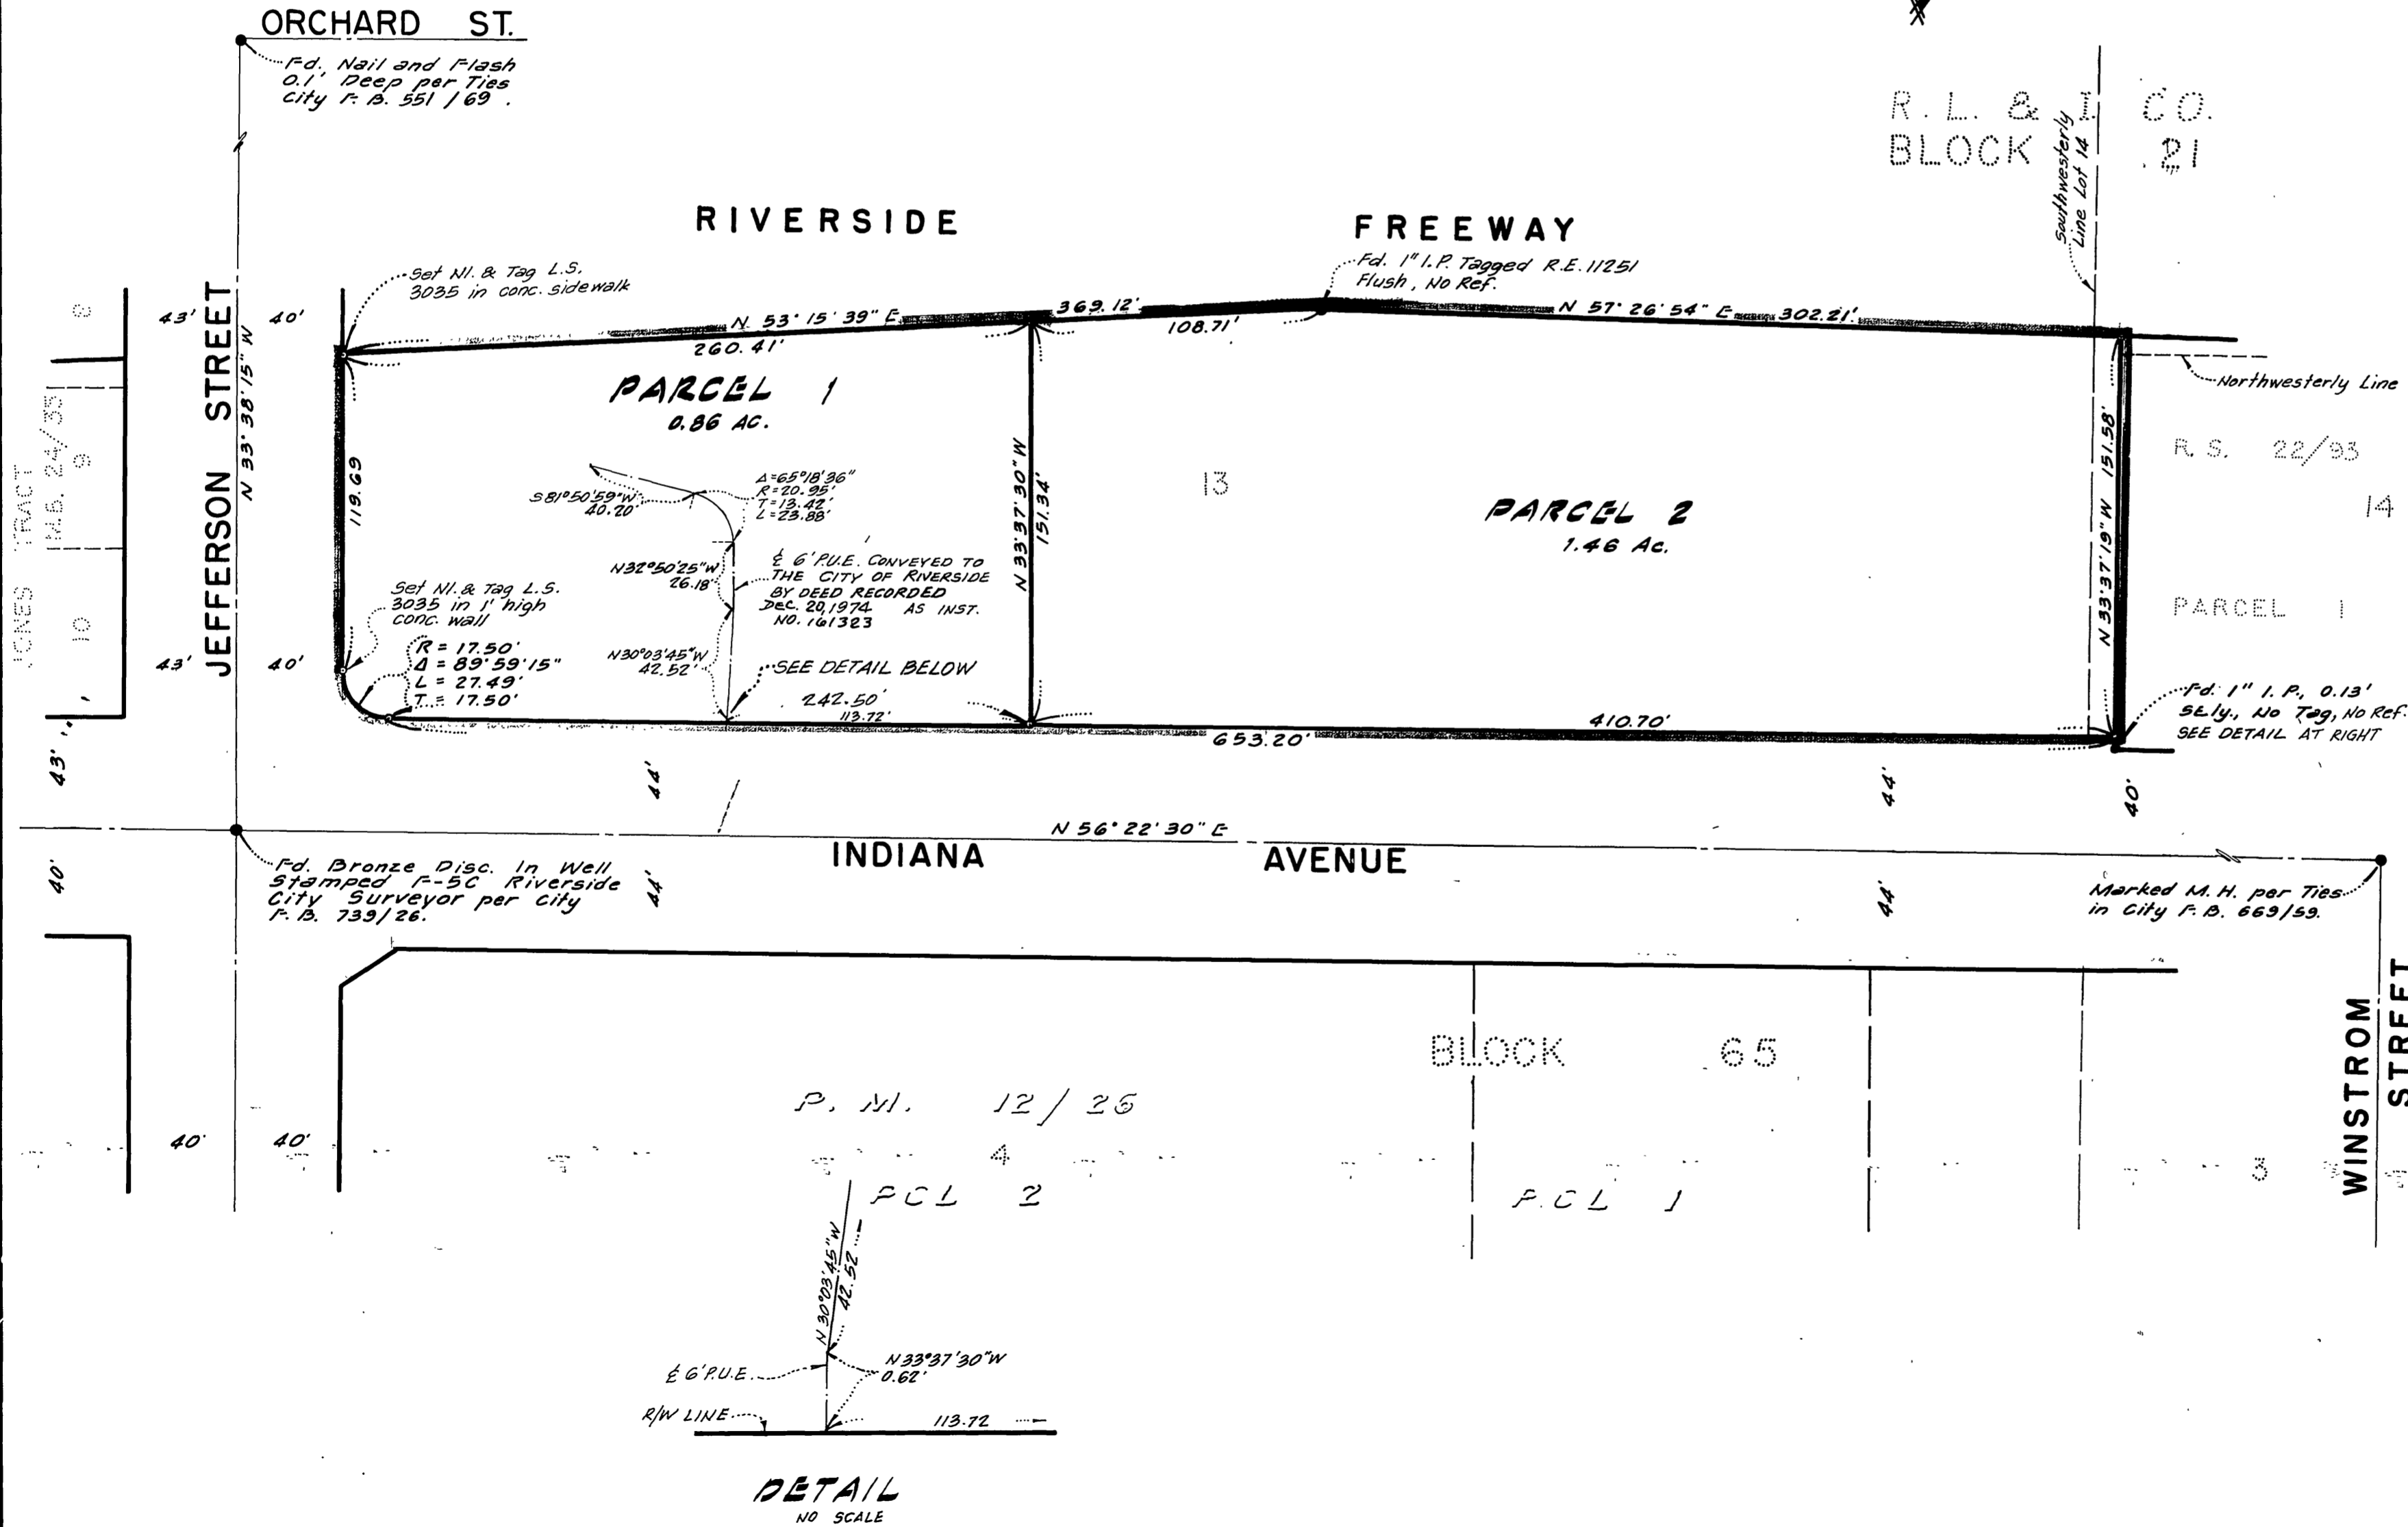 ORCHARD ST.
Fd. Nail and Flash
0.1' Deep per Ties
City F. B. 551 / 69 .
R. L. & I CO.
BLOCK 21
Southwesterly
Line Lot 14
RIVERSIDE FREEWAY
Set Nl. & Tag L.S.
3035 in conc. sidewalk
Fd. 1" I.P. Tagged R.E. 11251
Flush, No Ref.
43' 40'
JEFFERSON STREET
N 33° 38' 15" W
N 53° 15' 39" E 369.12'
260.41'
108.71'
N 57° 26' 54" E 302.21'
Northwesterly Line
8
9
10
JONES TRACT
M.B. 24/35
PARCEL 1
0.86 AC.
119.69
S81°50'59"W
40.20'
Δ=65°18'36"
R=20.95'
T=13.42'
L=23.88'
N32°50'25"W
26.18'
₵ 6' P.U.E. CONVEYED TO
THE CITY OF RIVERSIDE
BY DEED RECORDED
Dec. 20, 1974 AS INST.
NO. 161323
N 33°37'30" W
151.34'
13
PARCEL 2
1.46 Ac.
N 33°37'19" W 151.58'
R. S. 22/93
14
PARCEL 1
Set Nl. & Tag L.S.
3035 in 1' high
conc. wall
43' 40'
R = 17.50'
Δ = 89°59'15"
L = 27.49'
T = 17.50'
N30°03'45"W
42.52'
SEE DETAIL BELOW
242.50'
113.72'
653.20'
410.70'
Fd. 1" I. P., 0.13'
SEly., No Tag, No Ref.
SEE DETAIL AT RIGHT
43'
44'
44'
40'
N 56° 22' 30" E
INDIANA AVENUE
Fd. Bronze Disc. In Well
Stamped F-5C Riverside
City Surveyor per City
F. B. 739/26.
40'
44'
44'
Marked M. H. per Ties
in City F. B. 669/59.
WINSTROM
STREET
BLOCK 65
P. M. 12/26
40' 40'
4
3
PCL 2
PCL 1
N 30°03'45" W
42.52
₵ 6' P.U.E.
N33°37'30"W
0.62'
R/W LINE
113.72
DETAIL
NO SCALE